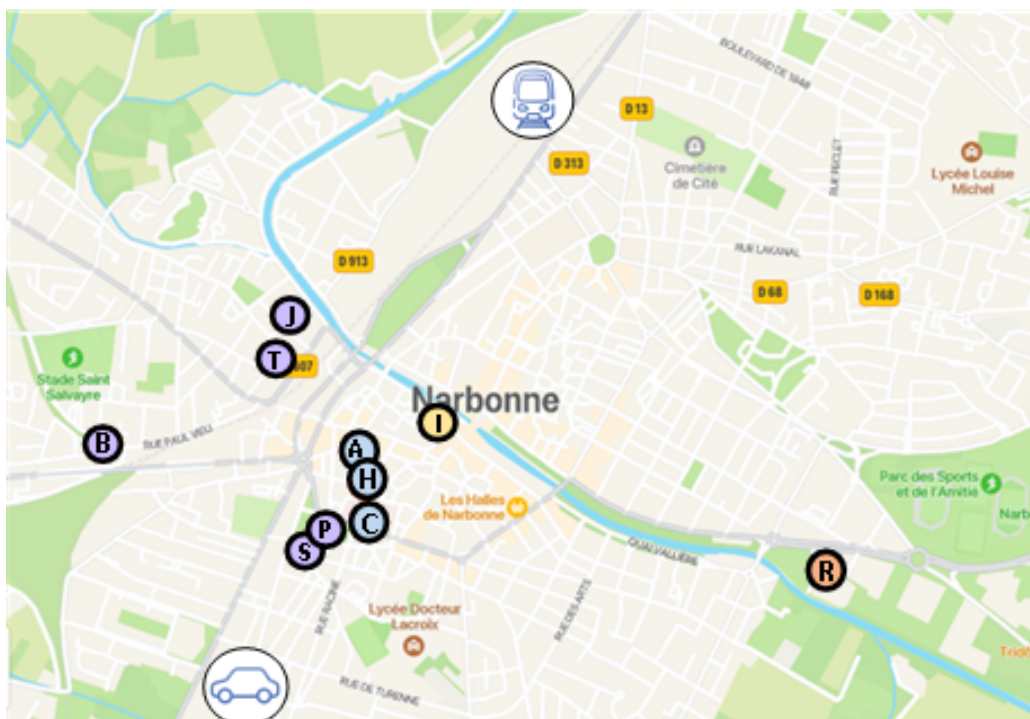 BOULEVARD DE 1848
D 13
D 313
Cimetière
de Cité
RUE RECLET
Lycée Louise
Michel
RUE LAKANAL
D 913
D 68
D 168
J
T
607
Stade Saint
Salvayre
Narbonne
I
B
RUE PAUL VIEU
A
H
Parc des Sports
et de l'Amitié
Narb
Les Halles
de Narbonne
C
P
S
QUAI VALLIÈRE
R
RUE RACINE
RUE DES ARTS
Lycée Docteur
Lacroix
RUE DE TURENNE
Tridô